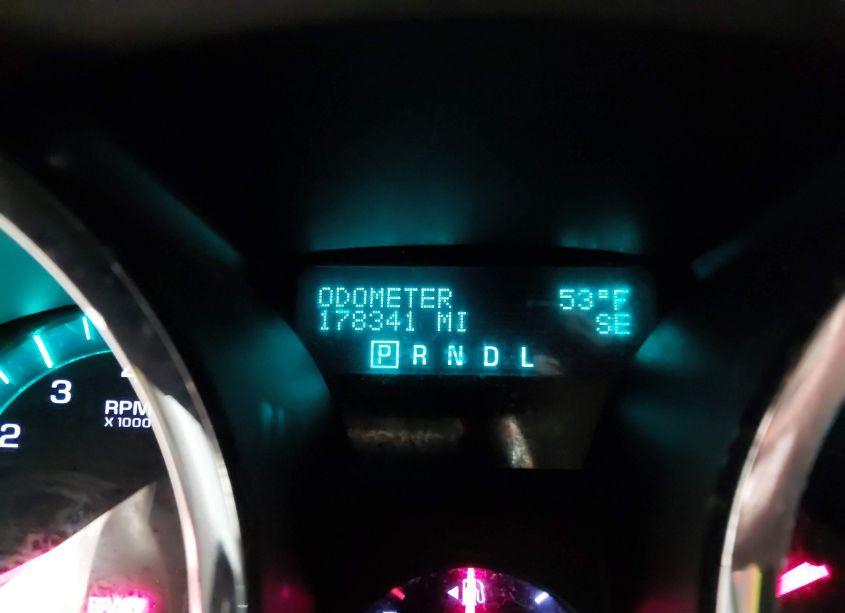 ODOMETER 53°F
178341 MI SE
P R N D L
3
RPM
X 1000
2